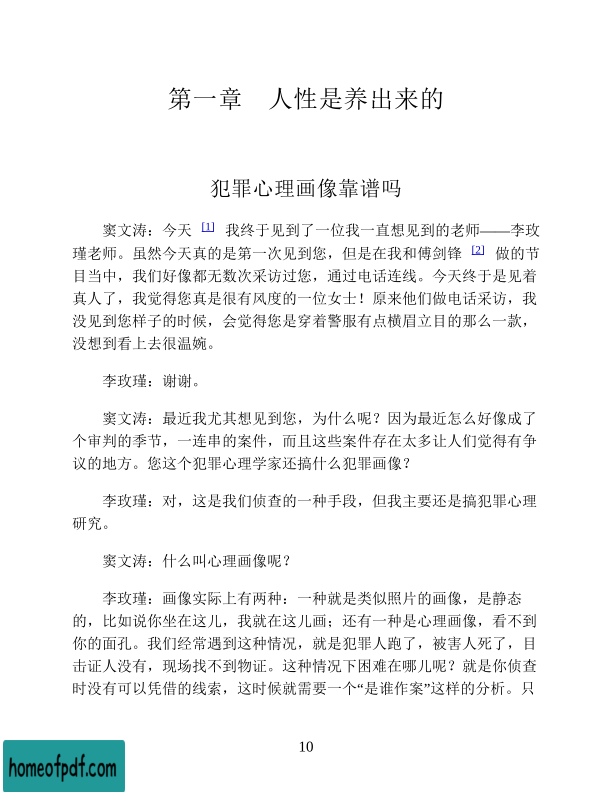 第一章　人性是养出来的
犯罪心理画像靠谱吗
窦文涛：今天 [1] 我终于见到了一位我一直想见到的老师——李玫
瑾老师。虽然今天真的是第一次见到您，但是在我和傅剑锋 [2] 做的节
目当中，我们好像都无数次采访过您，通过电话连线。今天终于是见着
真人了，我觉得您真是很有风度的一位女士！原来他们做电话采访，我
没见到您样子的时候，会觉得您是穿着警服有点横眉立目的那么一款，
没想到看上去很温婉。
李玫瑾：谢谢。
窦文涛：最近我尤其想见到您，为什么呢？因为最近怎么好像成了
个审判的季节，一连串的案件，而且这些案件存在太多让人们觉得有争
议的地方。您这个犯罪心理学家还搞什么犯罪画像？
李玫瑾：对，这是我们侦查的一种手段，但我主要还是搞犯罪心理
研究。
窦文涛：什么叫心理画像呢？
李玫瑾：画像实际上有两种：一种就是类似照片的画像，是静态
的，比如说你坐在这儿，我就在这儿画；还有一种是心理画像，看不到
你的面孔。我们经常遇到这种情况，就是犯罪人跑了，被害人死了，目
击证人没有，现场找不到物证。这种情况下困难在哪儿呢？就是你侦查
时没有可以凭借的线索，这时候就需要一个“是谁作案”这样的分析。只
10
homeofpdf.com